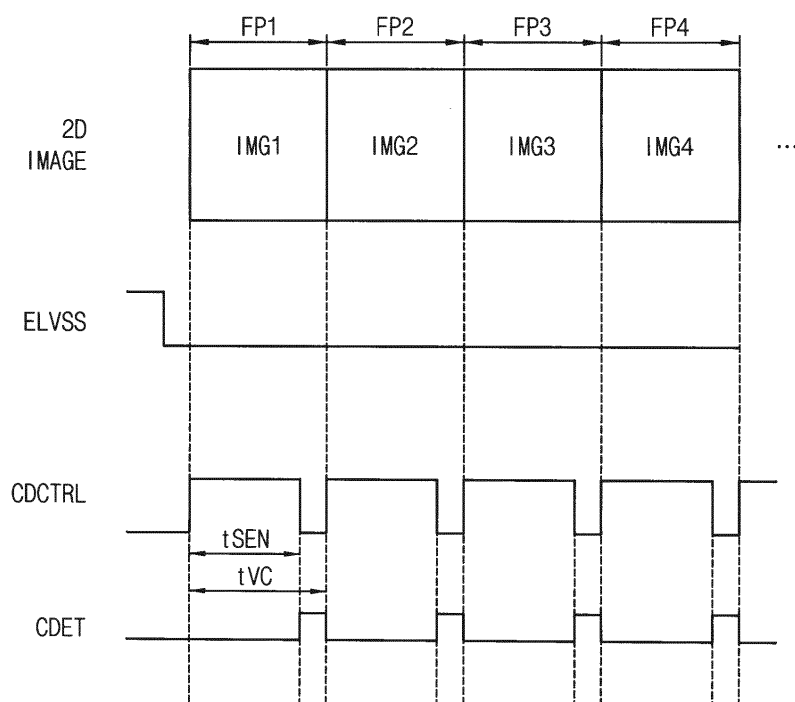 FP1 FP2 FP3 FP4
2D
IMAGE
IMG1 IMG2 IMG3 IMG4 ...
ELVSS
CDCTRL
tSEN
tVC
CDET